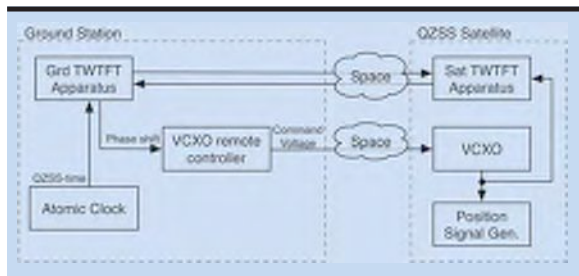 Ground Station
QZSS Satellite
Grd TWTFT
Apparatus
Space
Sat TWTFT
Apparatus
Phase shift
VCXO remote
controller
Command
Voltage
Space
VCXO
QZSS-time
Atomic Clock
Position
Signal Gen.